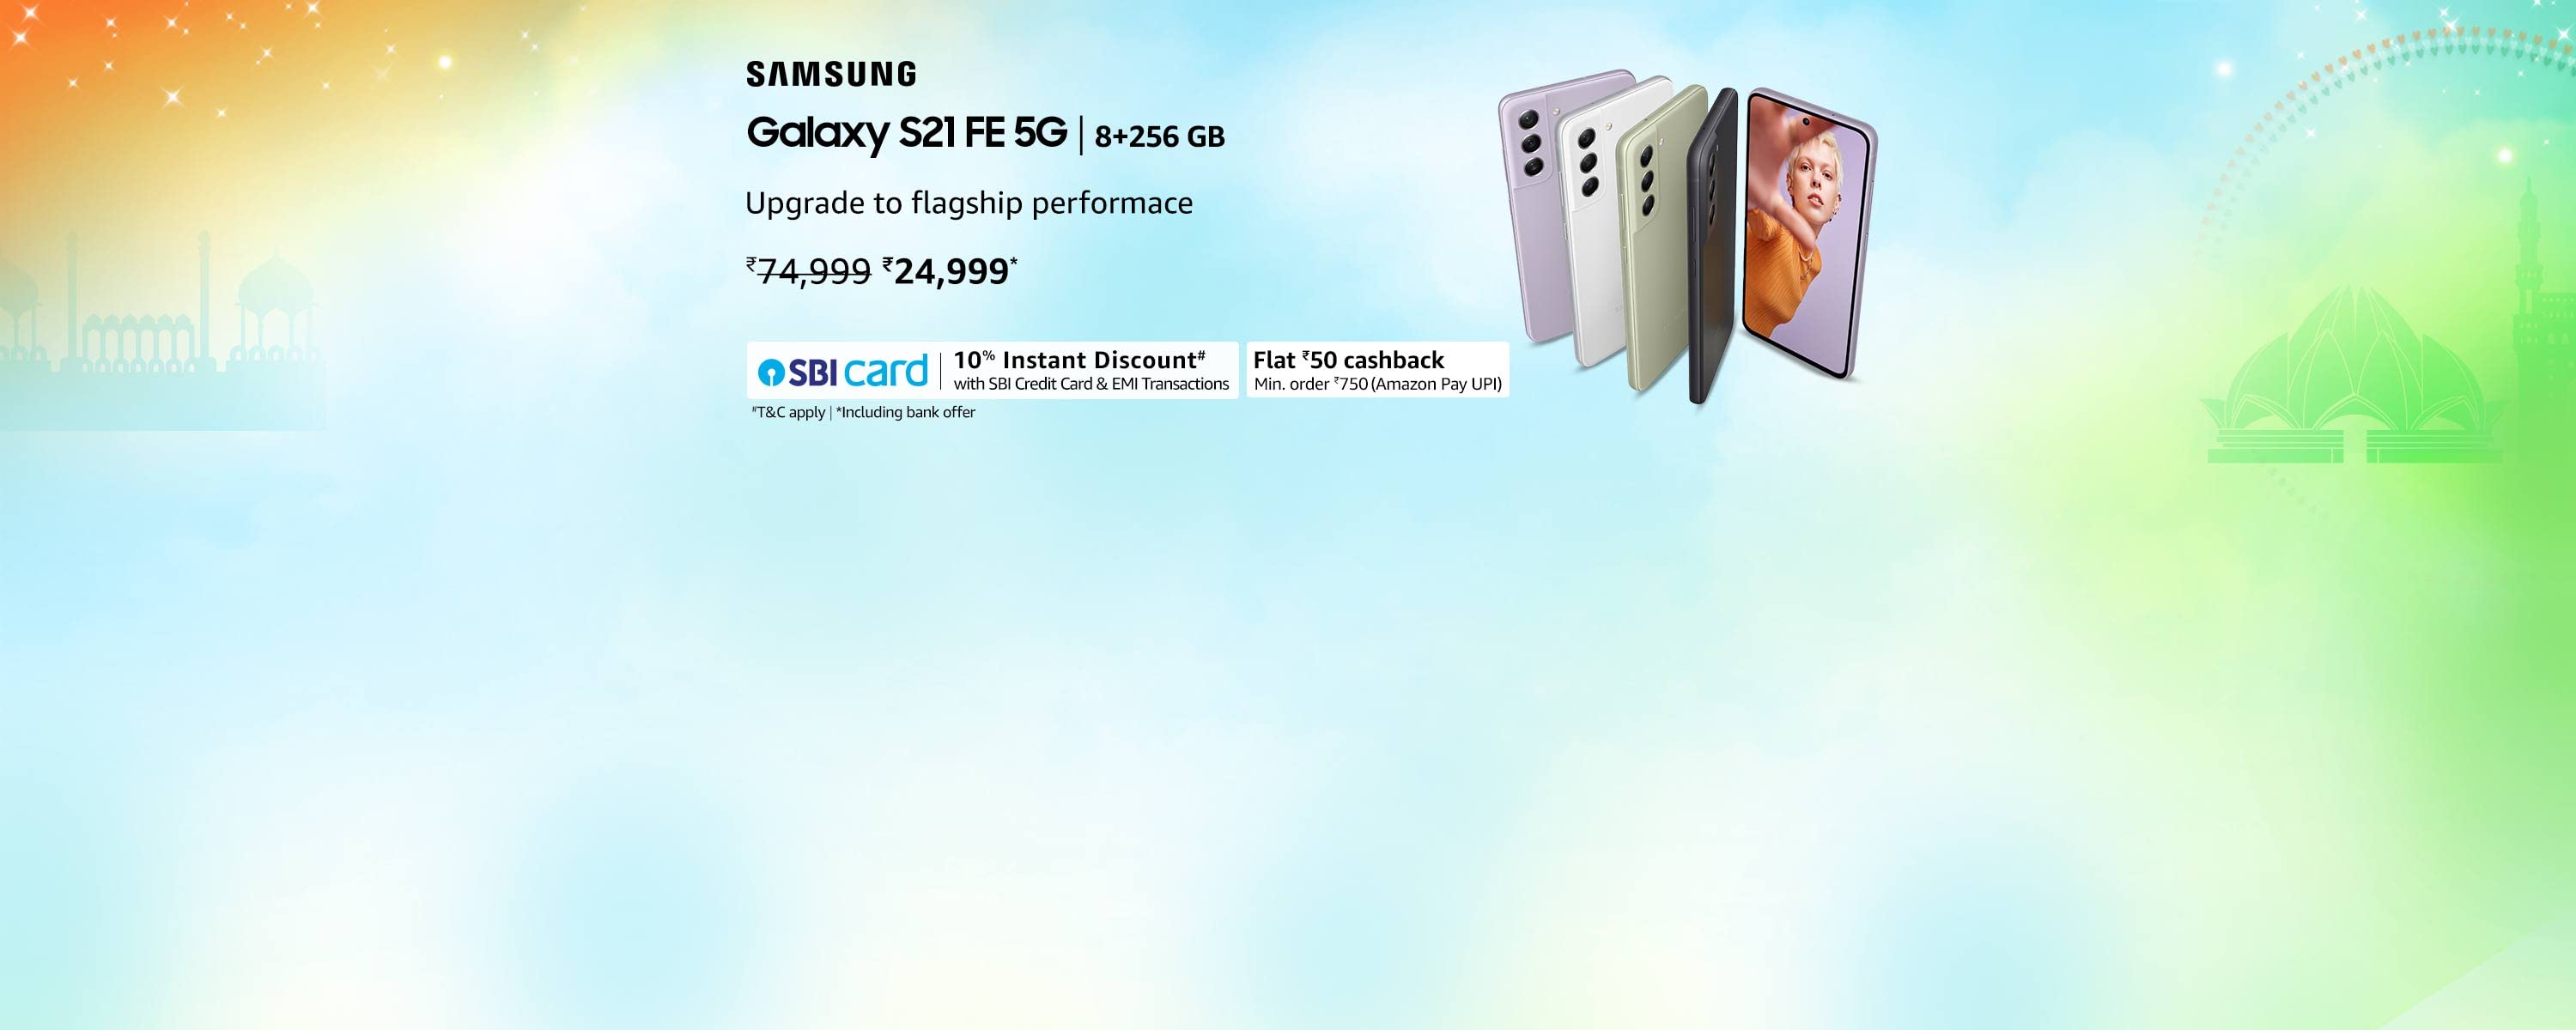 SAMSUNG
Galaxy S21 FE 5G | 8+256 GB
Upgrade to flagship performace
₹74,999 ₹24,999*
SBI card | 10% Instant Discount#
with SBI Credit Card & EMI Transactions
Flat ₹50 cashback
Min. order ₹750 (Amazon Pay UPI)
#T&C apply | *Including bank offer